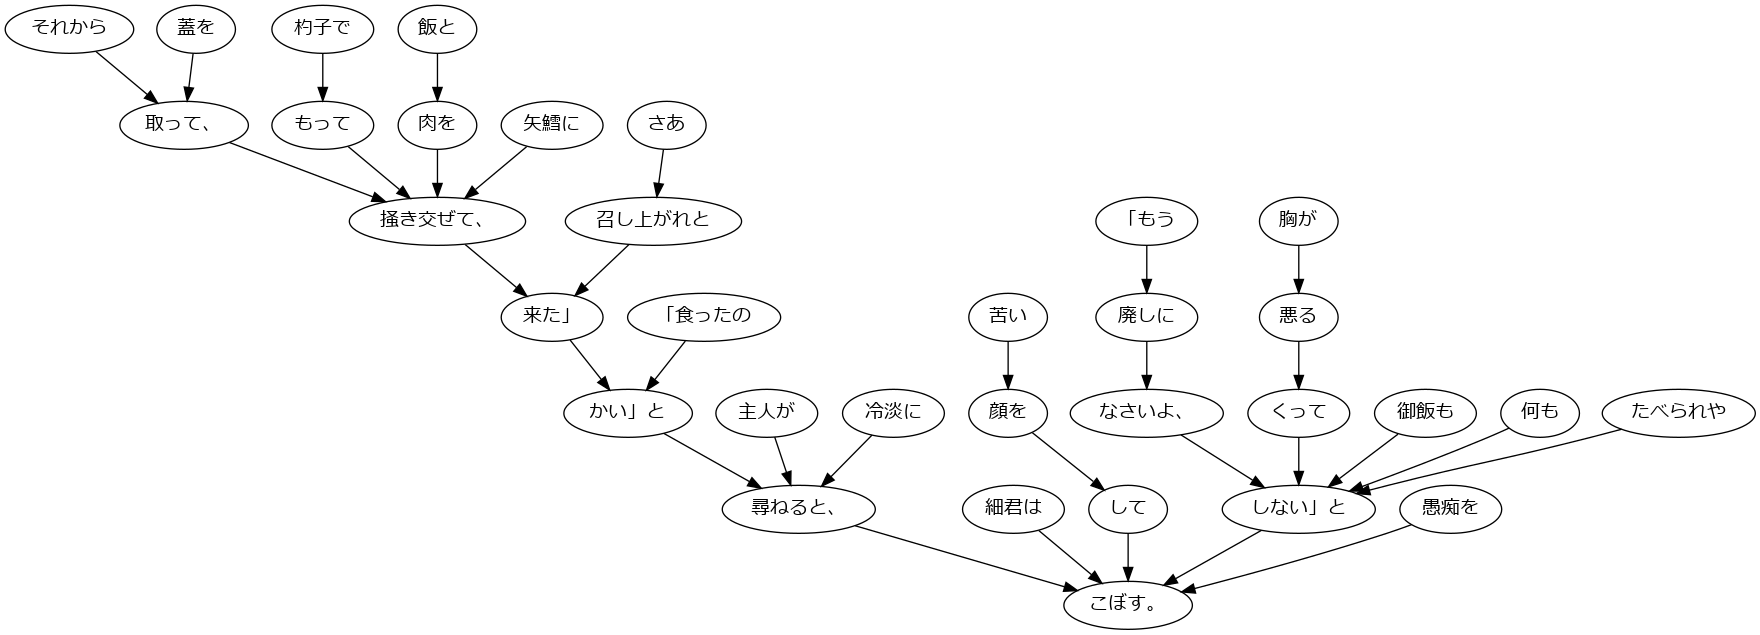 それから
蓋を
杓子で
飯と
取って、
もって
肉を
矢鱈に
さあ
掻き交ぜて、
召し上がれと
「もう
胸が
来た」
「食ったの
苦い
廃しに
悪る
かい」と
主人が
冷淡に
顔を
なさいよ、
くって
御飯も
何も
たべられや
尋ねると、
細君は
して
しない」と
愚痴を
こぼす。